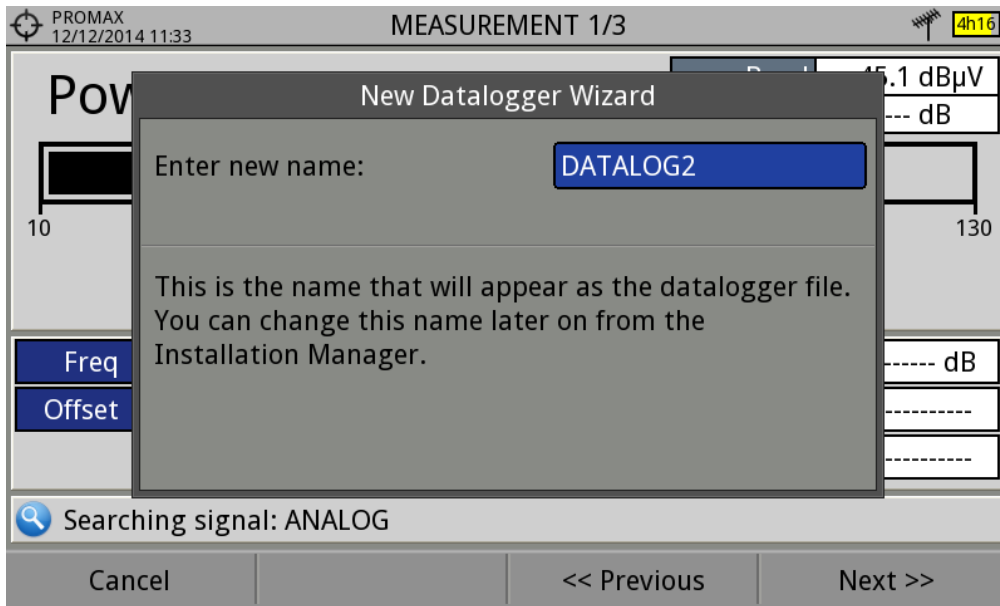 PROMAX
12/12/2014 11:33
MEASUREMENT 1/3
4h16
New Datalogger Wizard
dBµV
--- dB
Enter new name:
DATALOG2
10
130
This is the name that will appear as the datalogger file.
You can change this name later on from the
Installation Manager.
Freq
------ dB
Offset
----------
----------
Searching signal: ANALOG
Cancel
<< Previous
Next >>